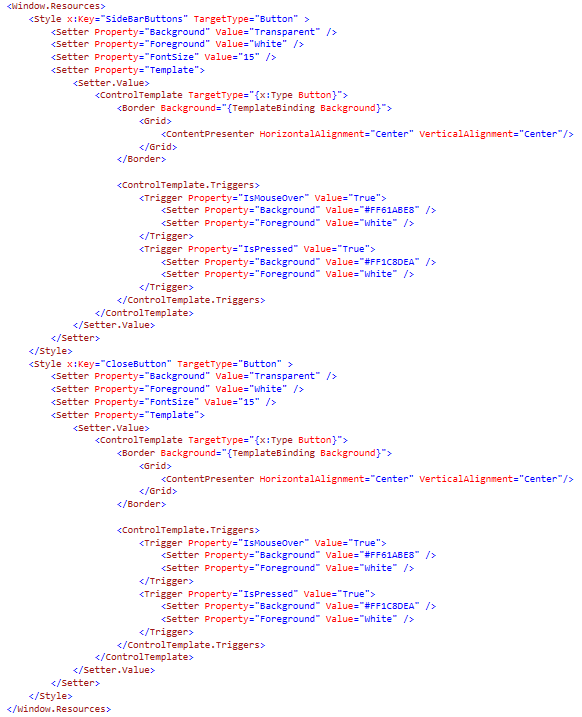 <Window.Resources>
    <Style x:Key="SideBarButtons" TargetType="Button" >
        <Setter Property="Background" Value="Transparent" />
        <Setter Property="Foreground" Value="White" />
        <Setter Property="FontSize" Value="15" />
        <Setter Property="Template">
            <Setter.Value>
                <ControlTemplate TargetType="{x:Type Button}">
                    <Border Background="{TemplateBinding Background}">
                        <Grid>
                            <ContentPresenter HorizontalAlignment="Center" VerticalAlignment="Center"/>
                        </Grid>
                    </Border>

                    <ControlTemplate.Triggers>
                        <Trigger Property="IsMouseOver" Value="True">
                            <Setter Property="Background" Value="#FF61ABE8" />
                            <Setter Property="Foreground" Value="White" />
                        </Trigger>
                        <Trigger Property="IsPressed" Value="True">
                            <Setter Property="Background" Value="#FF1C8DEA" />
                            <Setter Property="Foreground" Value="White" />
                        </Trigger>
                    </ControlTemplate.Triggers>
                </ControlTemplate>
            </Setter.Value>
        </Setter>
    </Style>
    <Style x:Key="CloseButton" TargetType="Button" >
        <Setter Property="Background" Value="Transparent" />
        <Setter Property="Foreground" Value="White" />
        <Setter Property="FontSize" Value="15" />
        <Setter Property="Template">
            <Setter.Value>
                <ControlTemplate TargetType="{x:Type Button}">
                    <Border Background="{TemplateBinding Background}">
                        <Grid>
                            <ContentPresenter HorizontalAlignment="Center" VerticalAlignment="Center"/>
                        </Grid>
                    </Border>

                    <ControlTemplate.Triggers>
                        <Trigger Property="IsMouseOver" Value="True">
                            <Setter Property="Background" Value="#FF61ABE8" />
                            <Setter Property="Foreground" Value="White" />
                        </Trigger>
                        <Trigger Property="IsPressed" Value="True">
                            <Setter Property="Background" Value="#FF1C8DEA" />
                            <Setter Property="Foreground" Value="White" />
                        </Trigger>
                    </ControlTemplate.Triggers>
                </ControlTemplate>
            </Setter.Value>
        </Setter>
    </Style>
</Window.Resources>